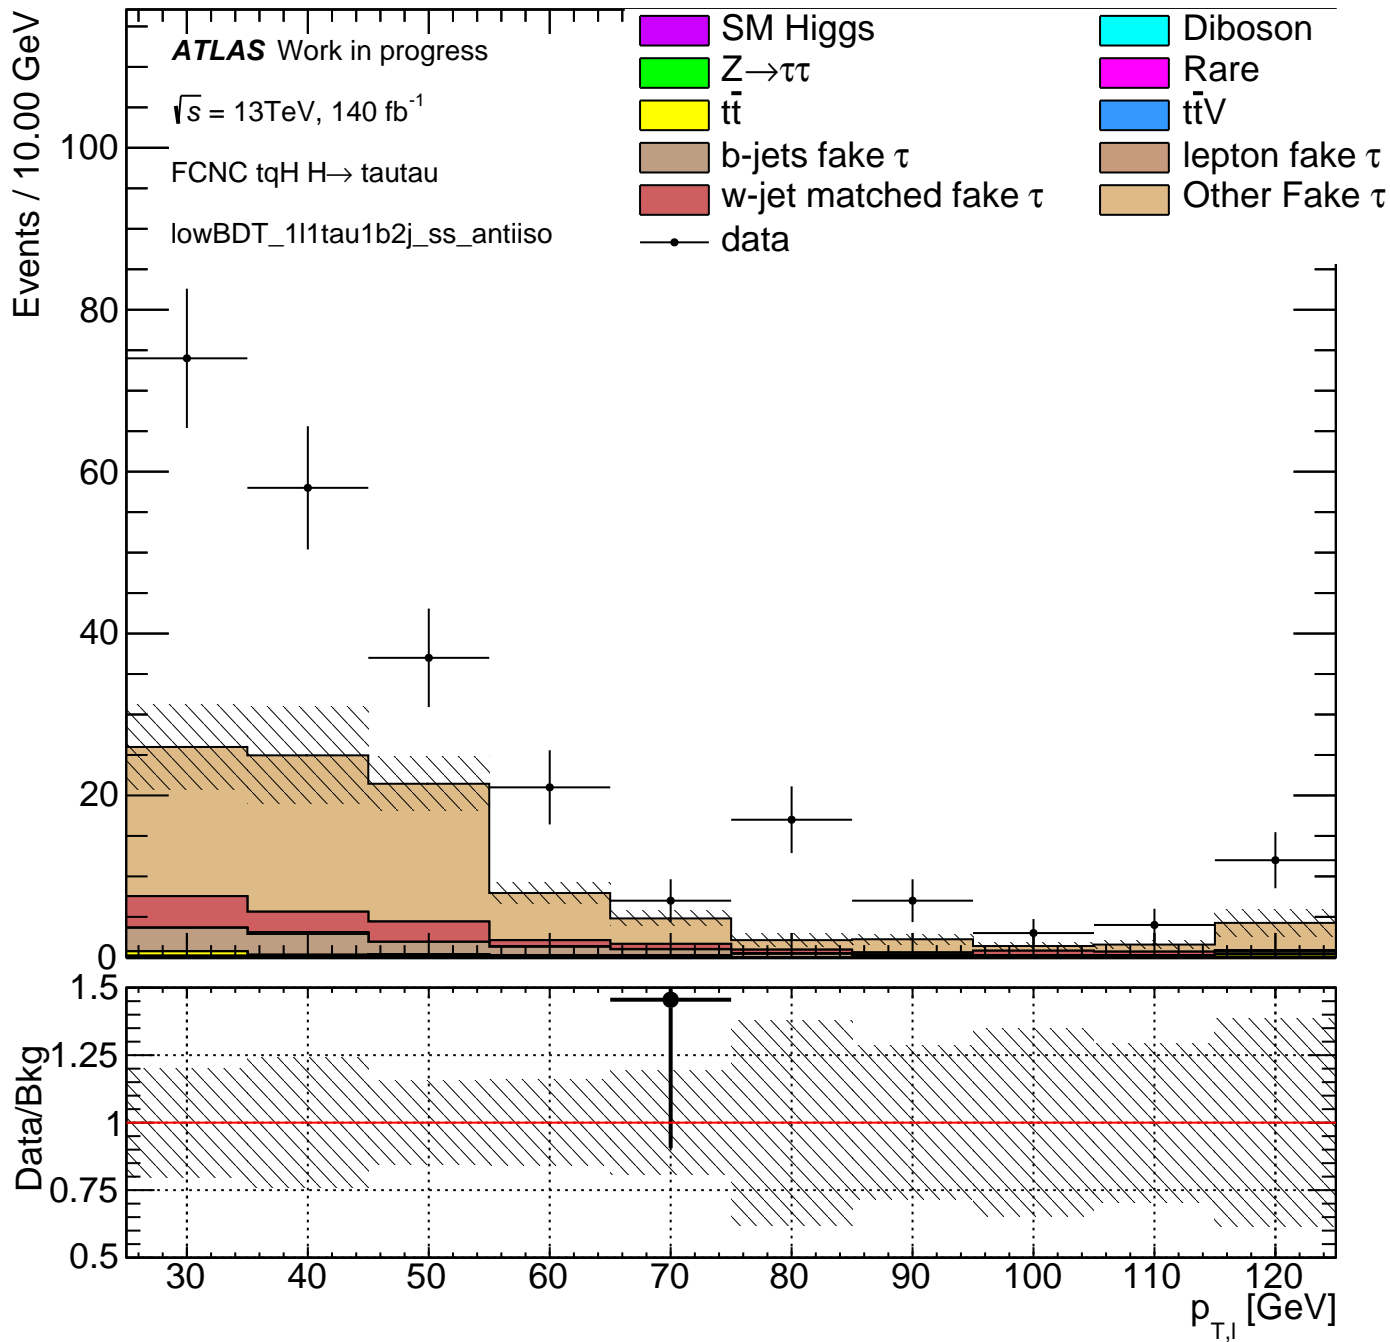 Events / 10.00 GeV
ATLAS Work in progress
√s = 13TeV, 140 fb⁻¹
FCNC tqH H→ tautau
lowBDT_1l1tau1b2j_ss_antiiso
SM Higgs
Z→ττ
tt̄
b-jets fake τ
w-jet matched fake τ
data
Diboson
Rare
tt̄V
lepton fake τ
Other Fake τ
100
80
60
40
20
0
Data/Bkg
1.5
1.25
1
0.75
0.5
30 40 50 60 70 80 90 100 110 120
p_T,l [GeV]